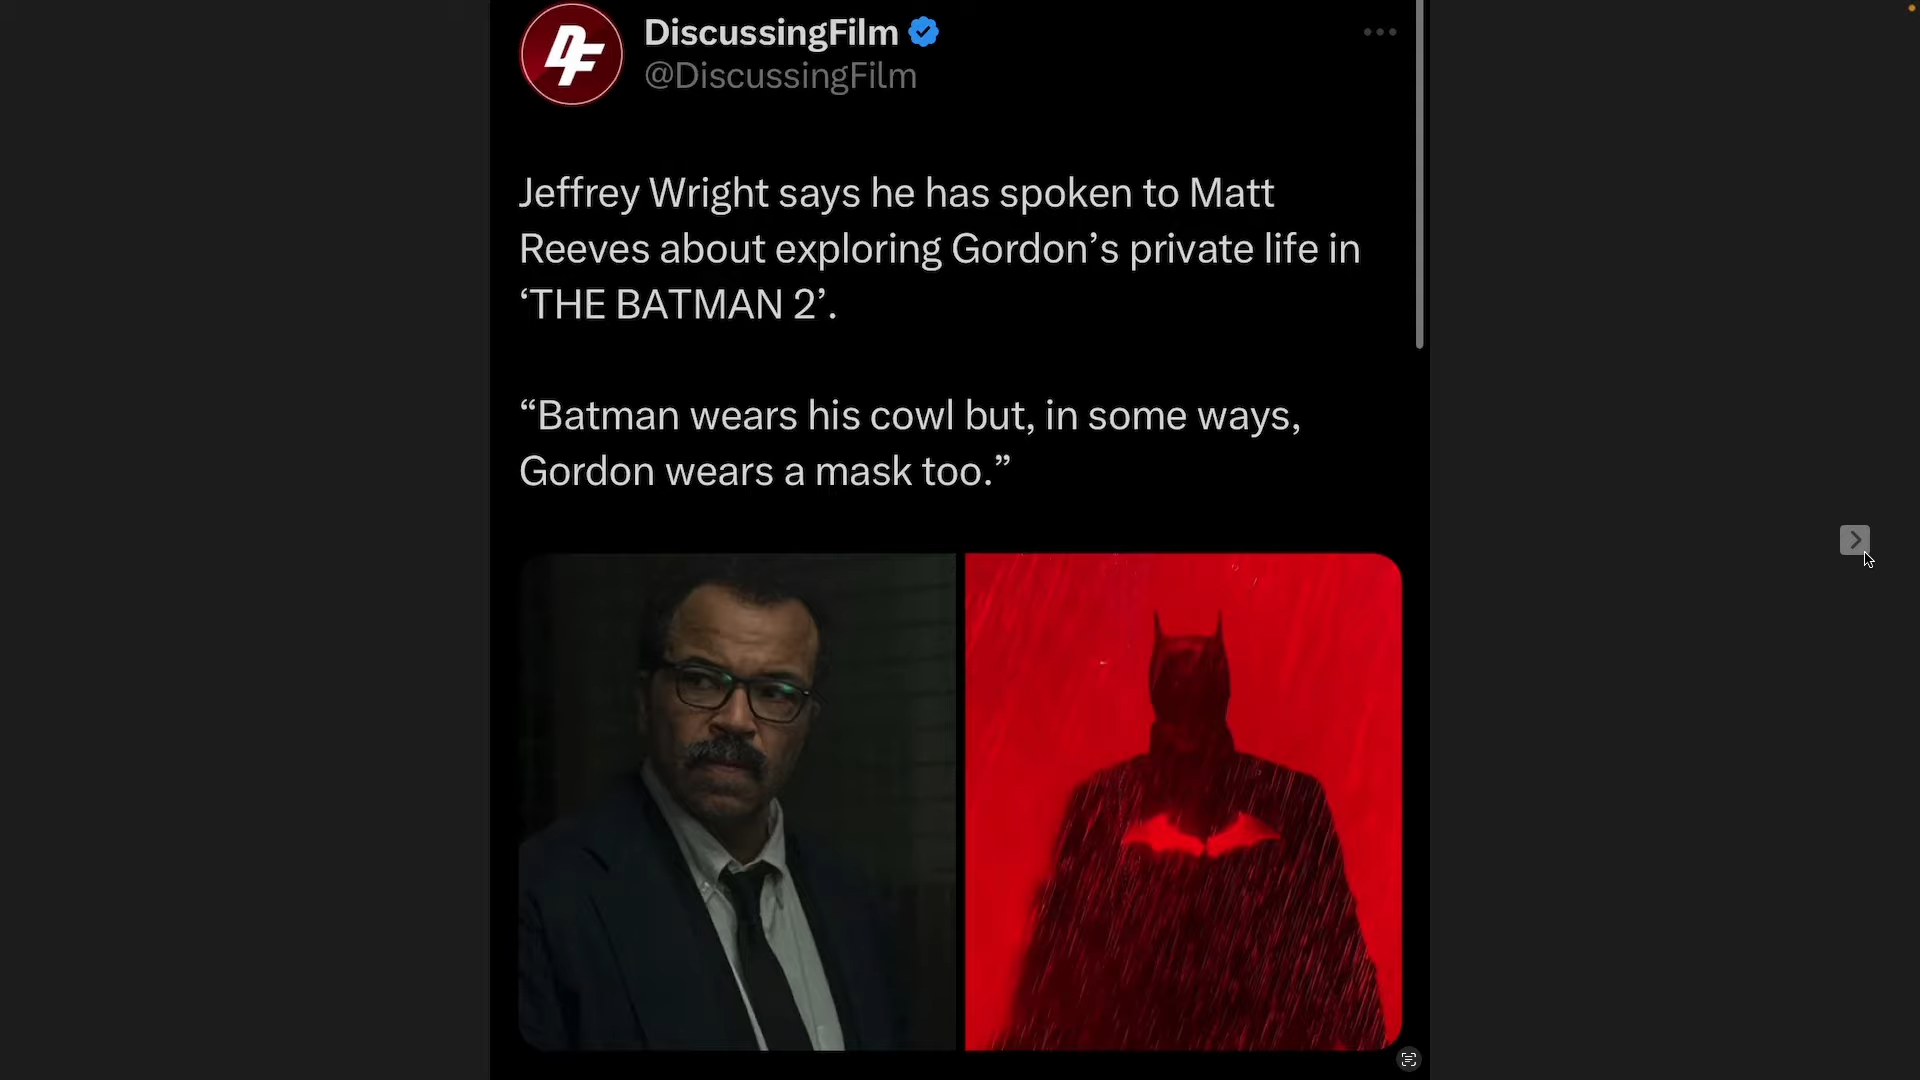 DF
DiscussingFilm
@DiscussingFilm
Jeffrey Wright says he has spoken to Matt
Reeves about exploring Gordon’s private life in
‘THE BATMAN 2’.
“Batman wears his cowl but, in some ways,
Gordon wears a mask too.”